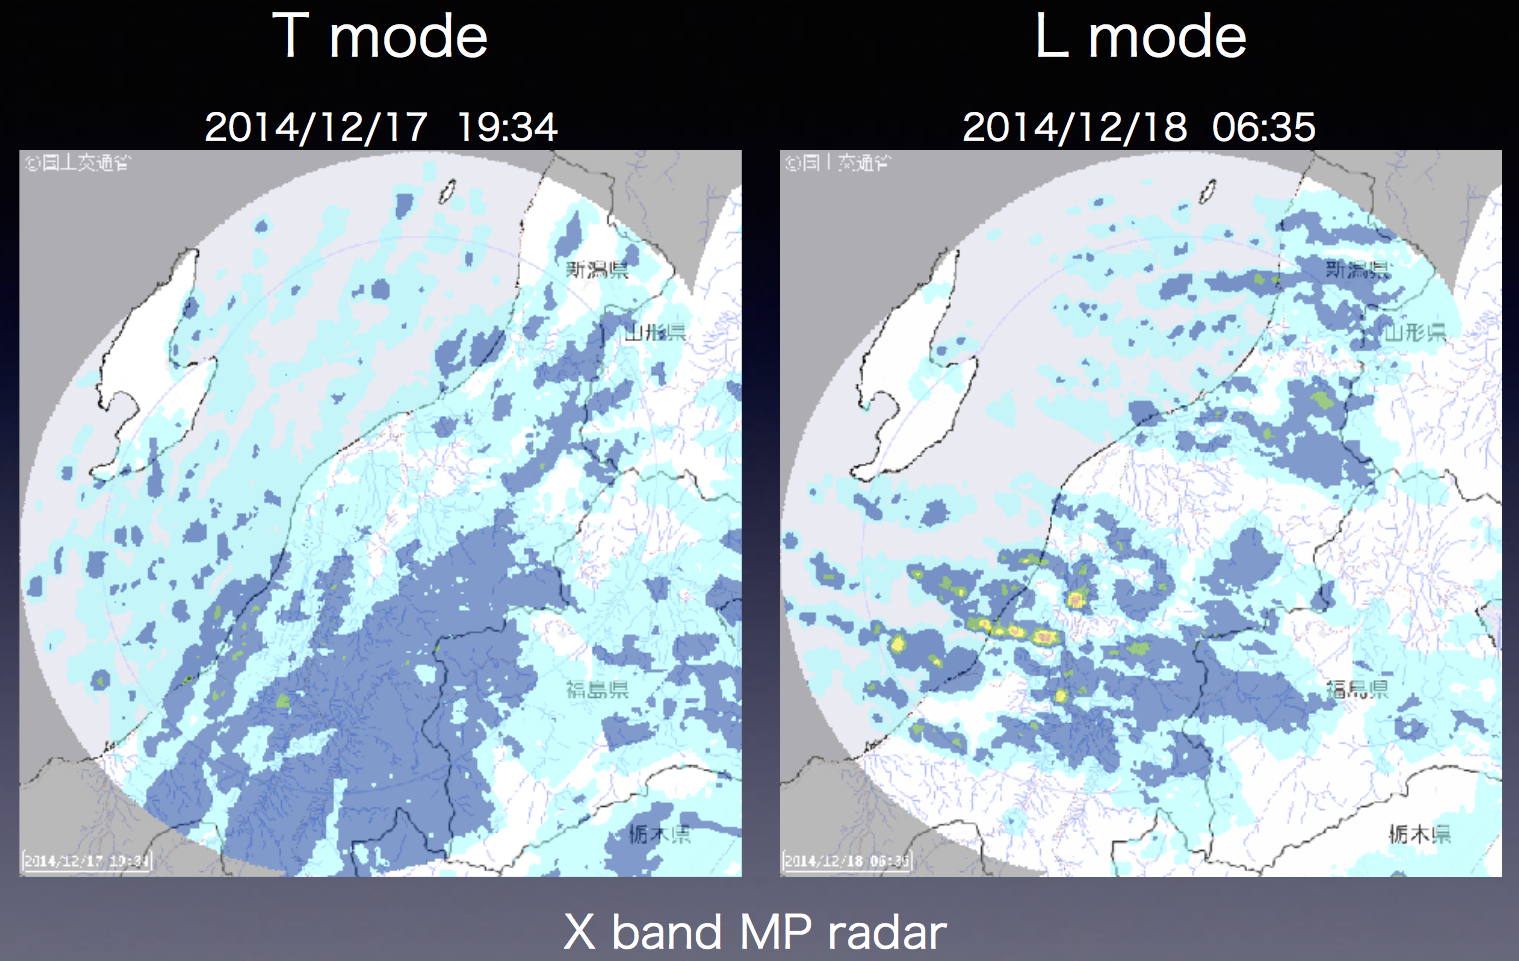 T mode
L mode
2014/12/17 19:34
2014/12/18 06:35
©国土交通省
©国土交通省
新潟県
新潟県
山形県
山形県
福島県
福島県
栃木県
栃木県
2014/12/17 19:34
2014/12/18 06:35
X band MP radar